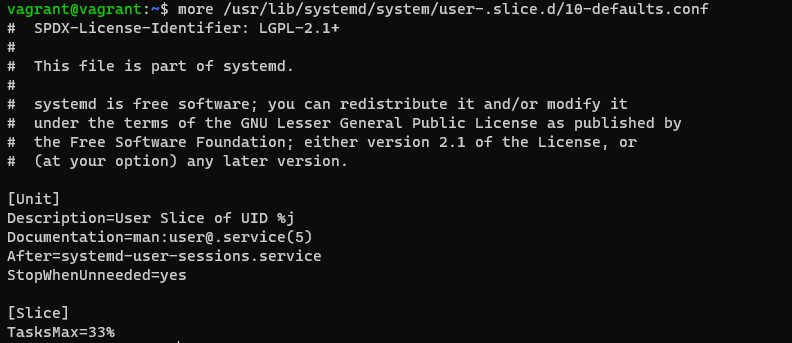 vagrant@vagrant:~$ more /usr/lib/systemd/system/user-.slice.d/10-defaults.conf
#  SPDX-License-Identifier: LGPL-2.1+
#
#  This file is part of systemd.
#
#  systemd is free software; you can redistribute it and/or modify it
#  under the terms of the GNU Lesser General Public License as published by
#  the Free Software Foundation; either version 2.1 of the License, or
#  (at your option) any later version.

[Unit]
Description=User Slice of UID %j
Documentation=man:user@.service(5)
After=systemd-user-sessions.service
StopWhenUnneeded=yes

[Slice]
TasksMax=33%